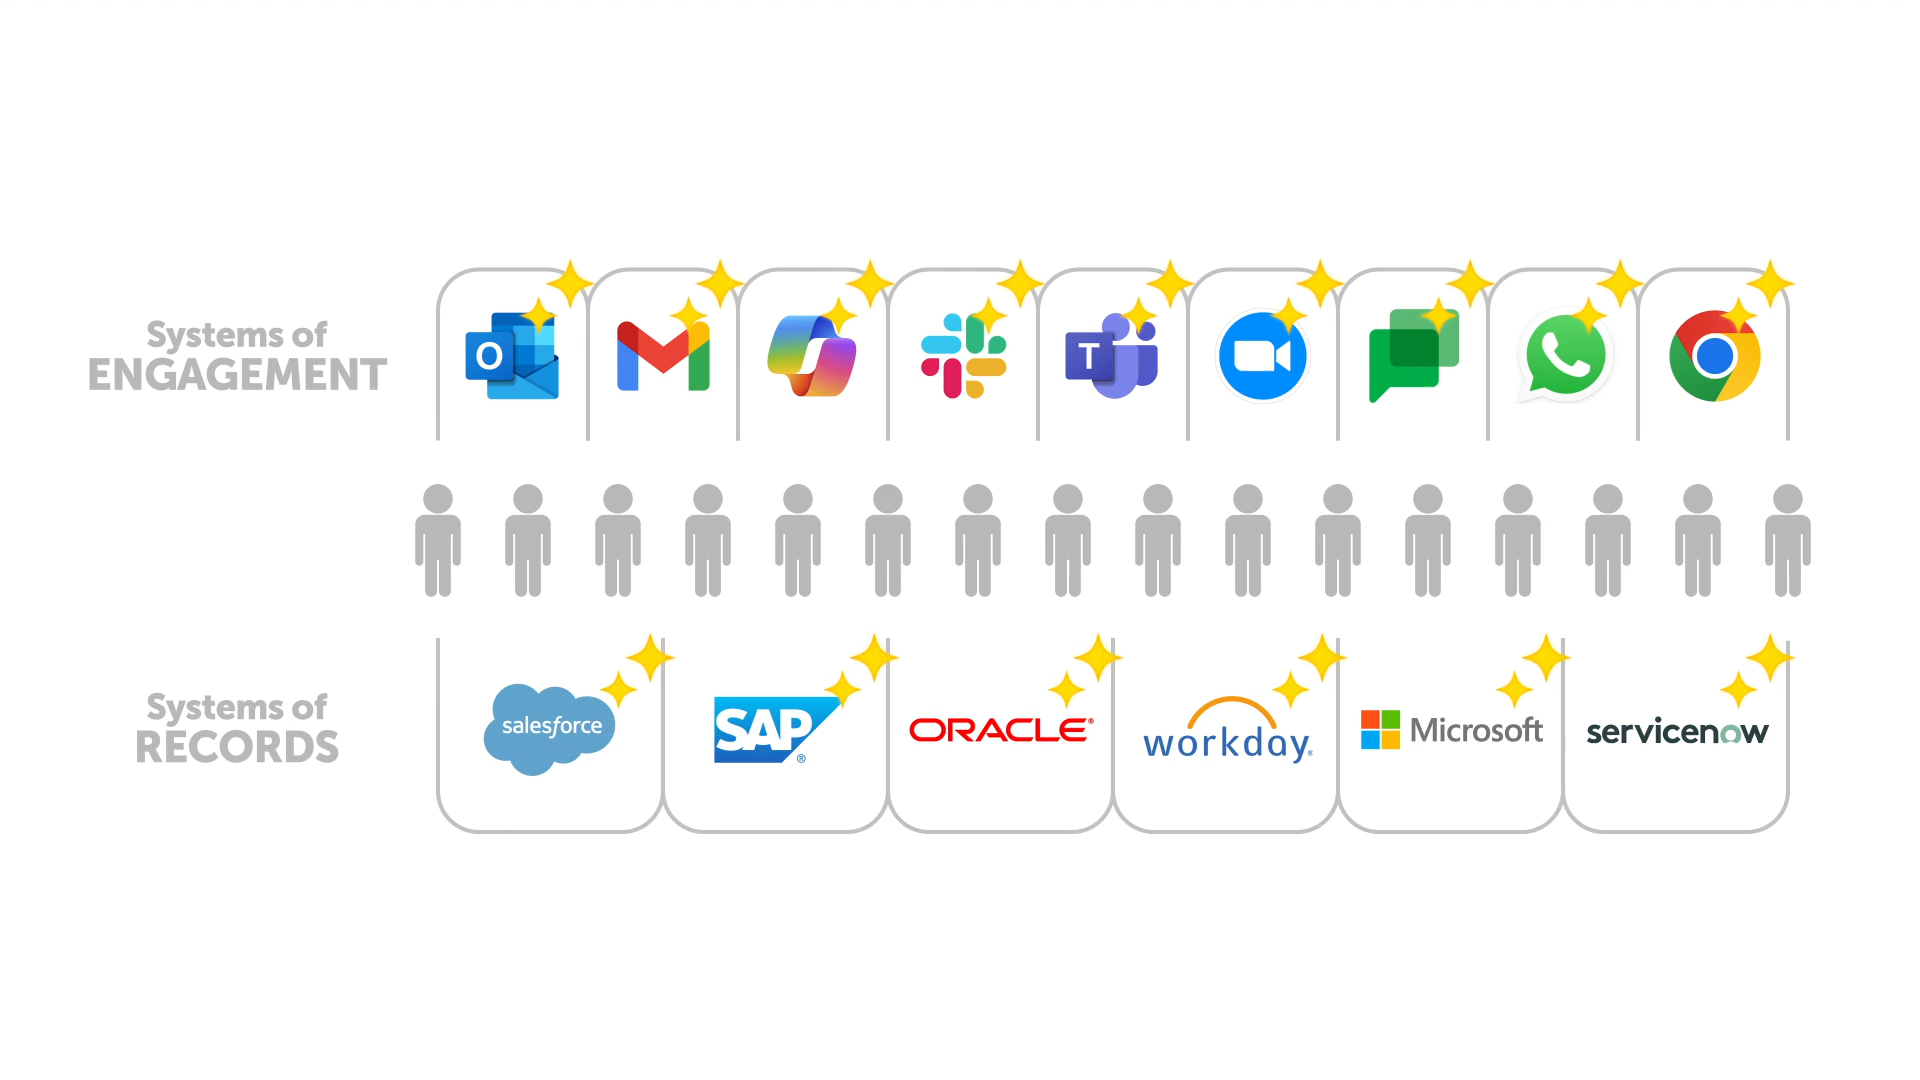 Systems of
ENGAGEMENT
O
T
Systems of
RECORDS
salesforce
SAP®
ORACLE®
workday®
Microsoft
servicenow